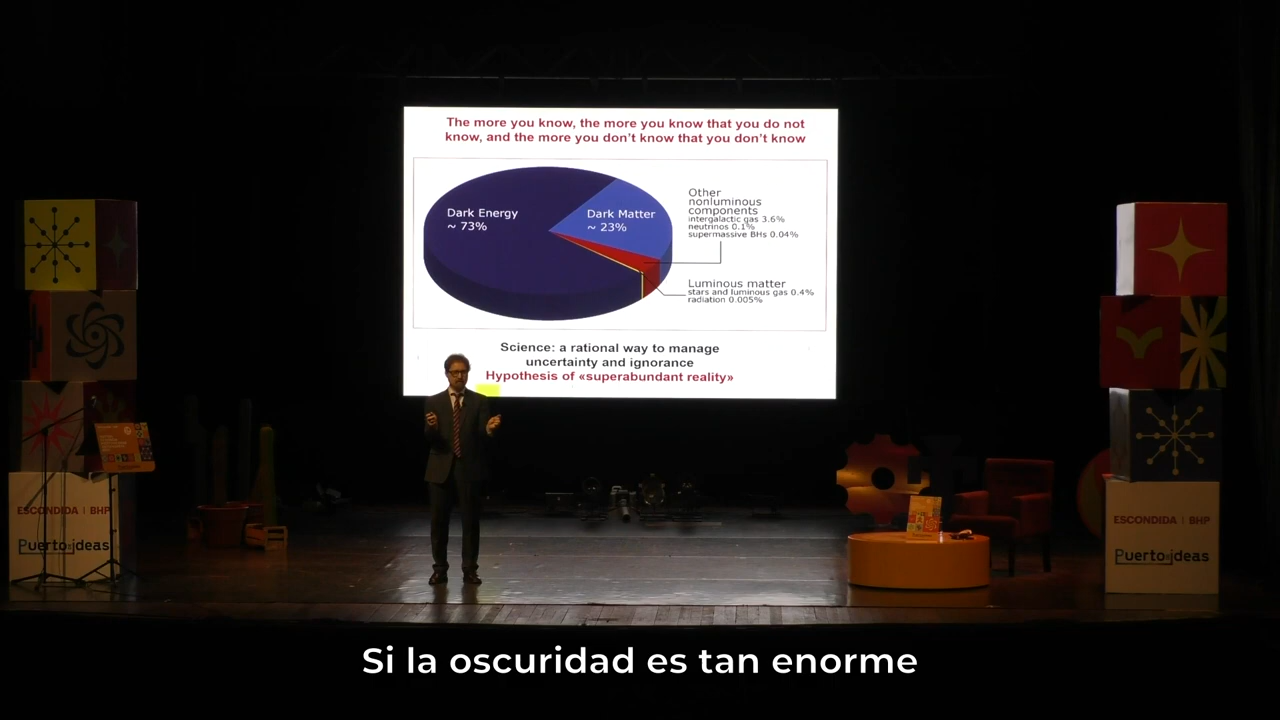 The more you know, the more you know that you do not
know, and the more you don't know that you don't know
Dark Energy
~ 73%
Dark Matter
~ 23%
Other
nonluminous
components
intergalactic gas 3.6%
neutrinos 0.1%
supermassive BHs 0.04%
Luminous matter
stars and luminous gas 0.4%
radiation 0.005%
Science: a rational way to manage
uncertainty and ignorance
Hypothesis of «superabundant reality»
ESCONDIDA | BHP
Puerto ideas
ESCONDIDA | BHP
Puerto ideas
Si la oscuridad es tan enorme